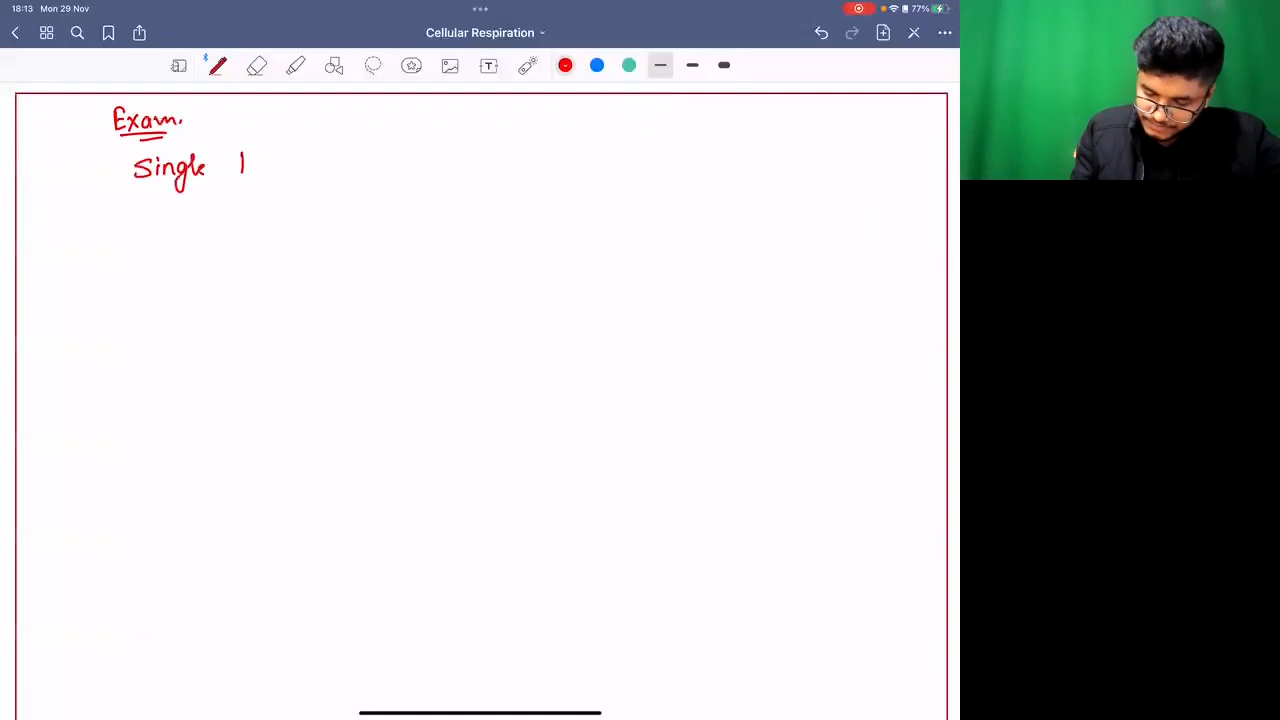 18:13 Mon 29 Nov
77%
Cellular Respiration
T
Exam.
Single